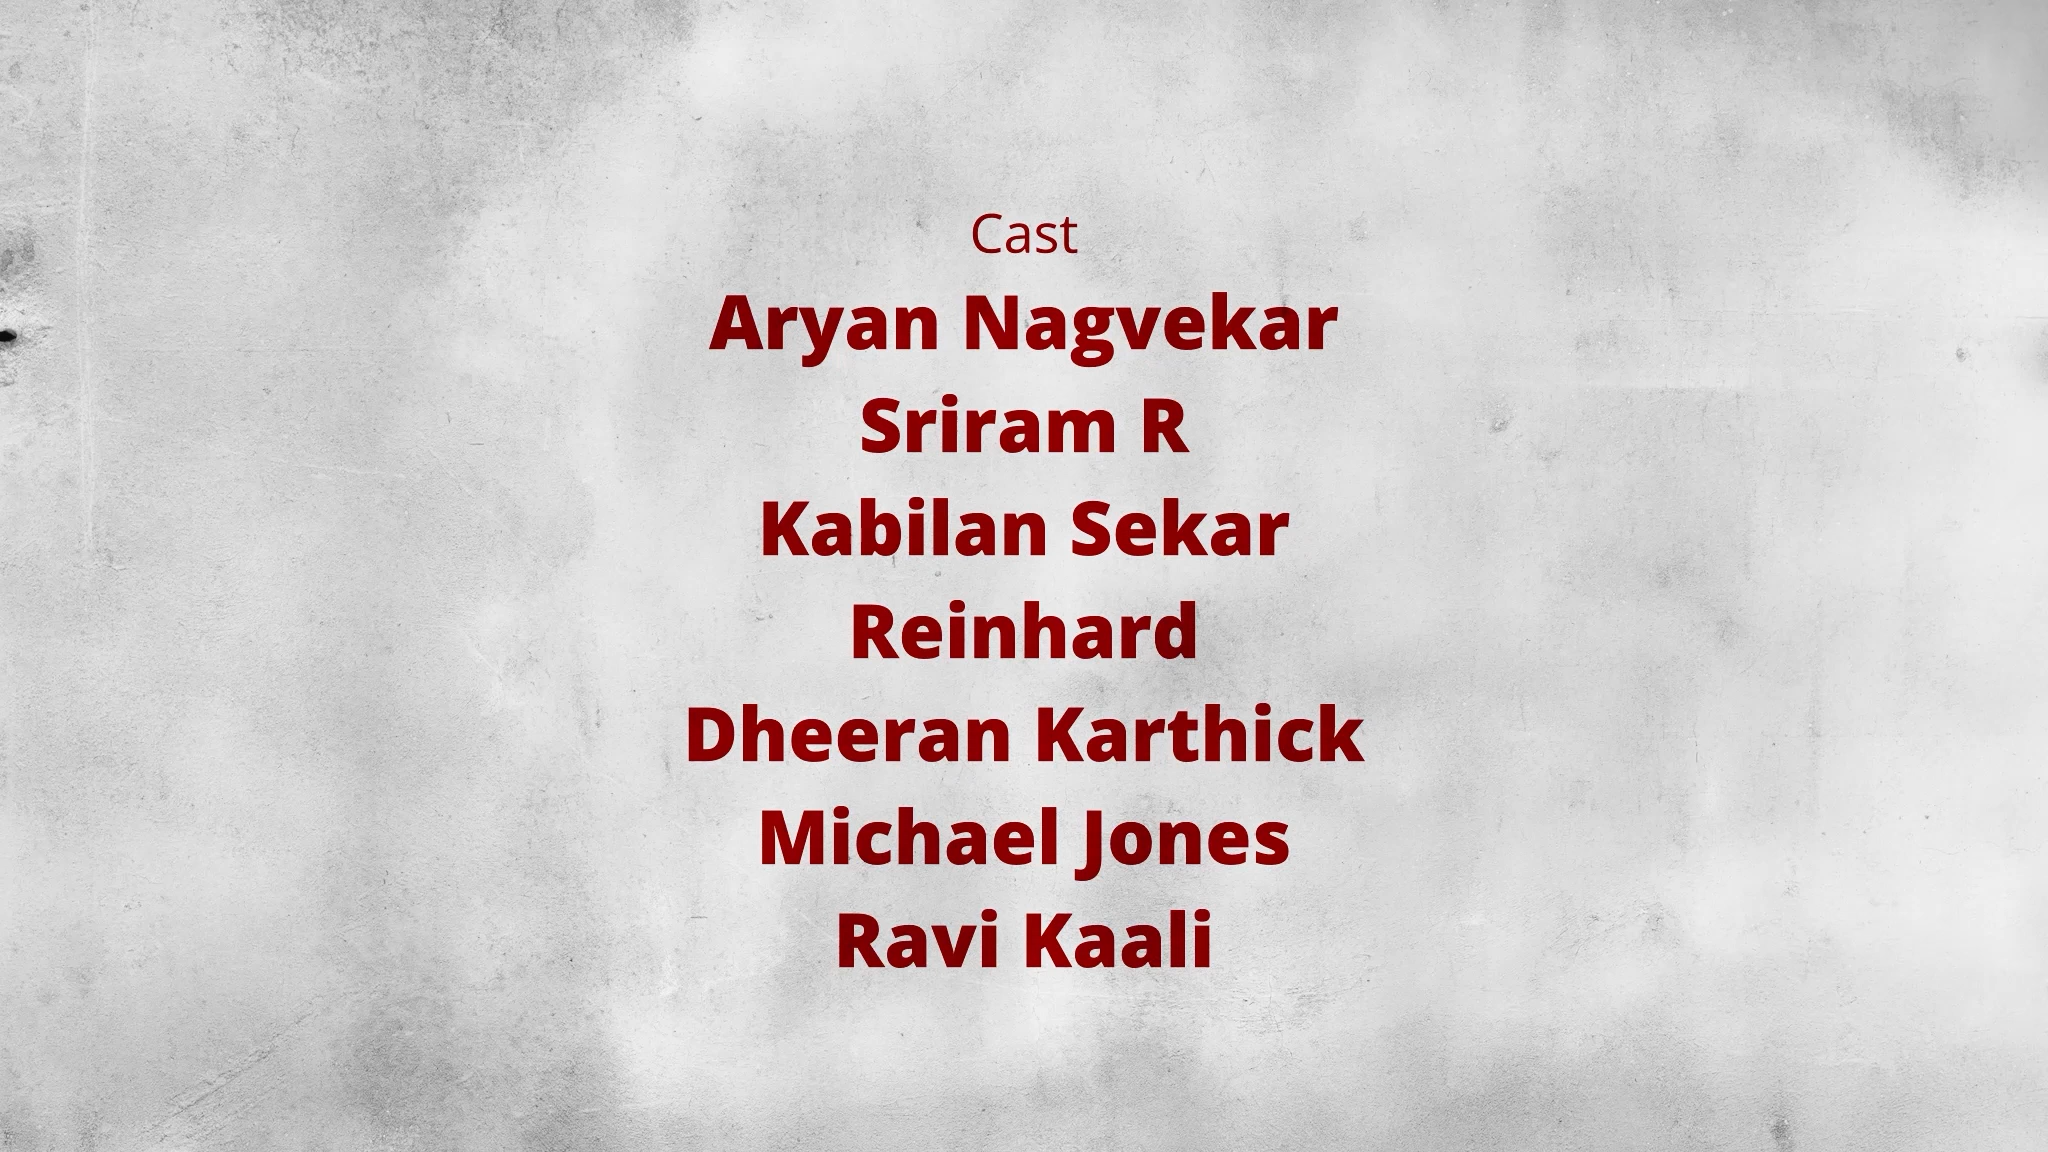 Cast
Aryan Nagvekar
Sriram R
Kabilan Sekar
Reinhard
Dheeran Karthick
Michael Jones
Ravi Kaali